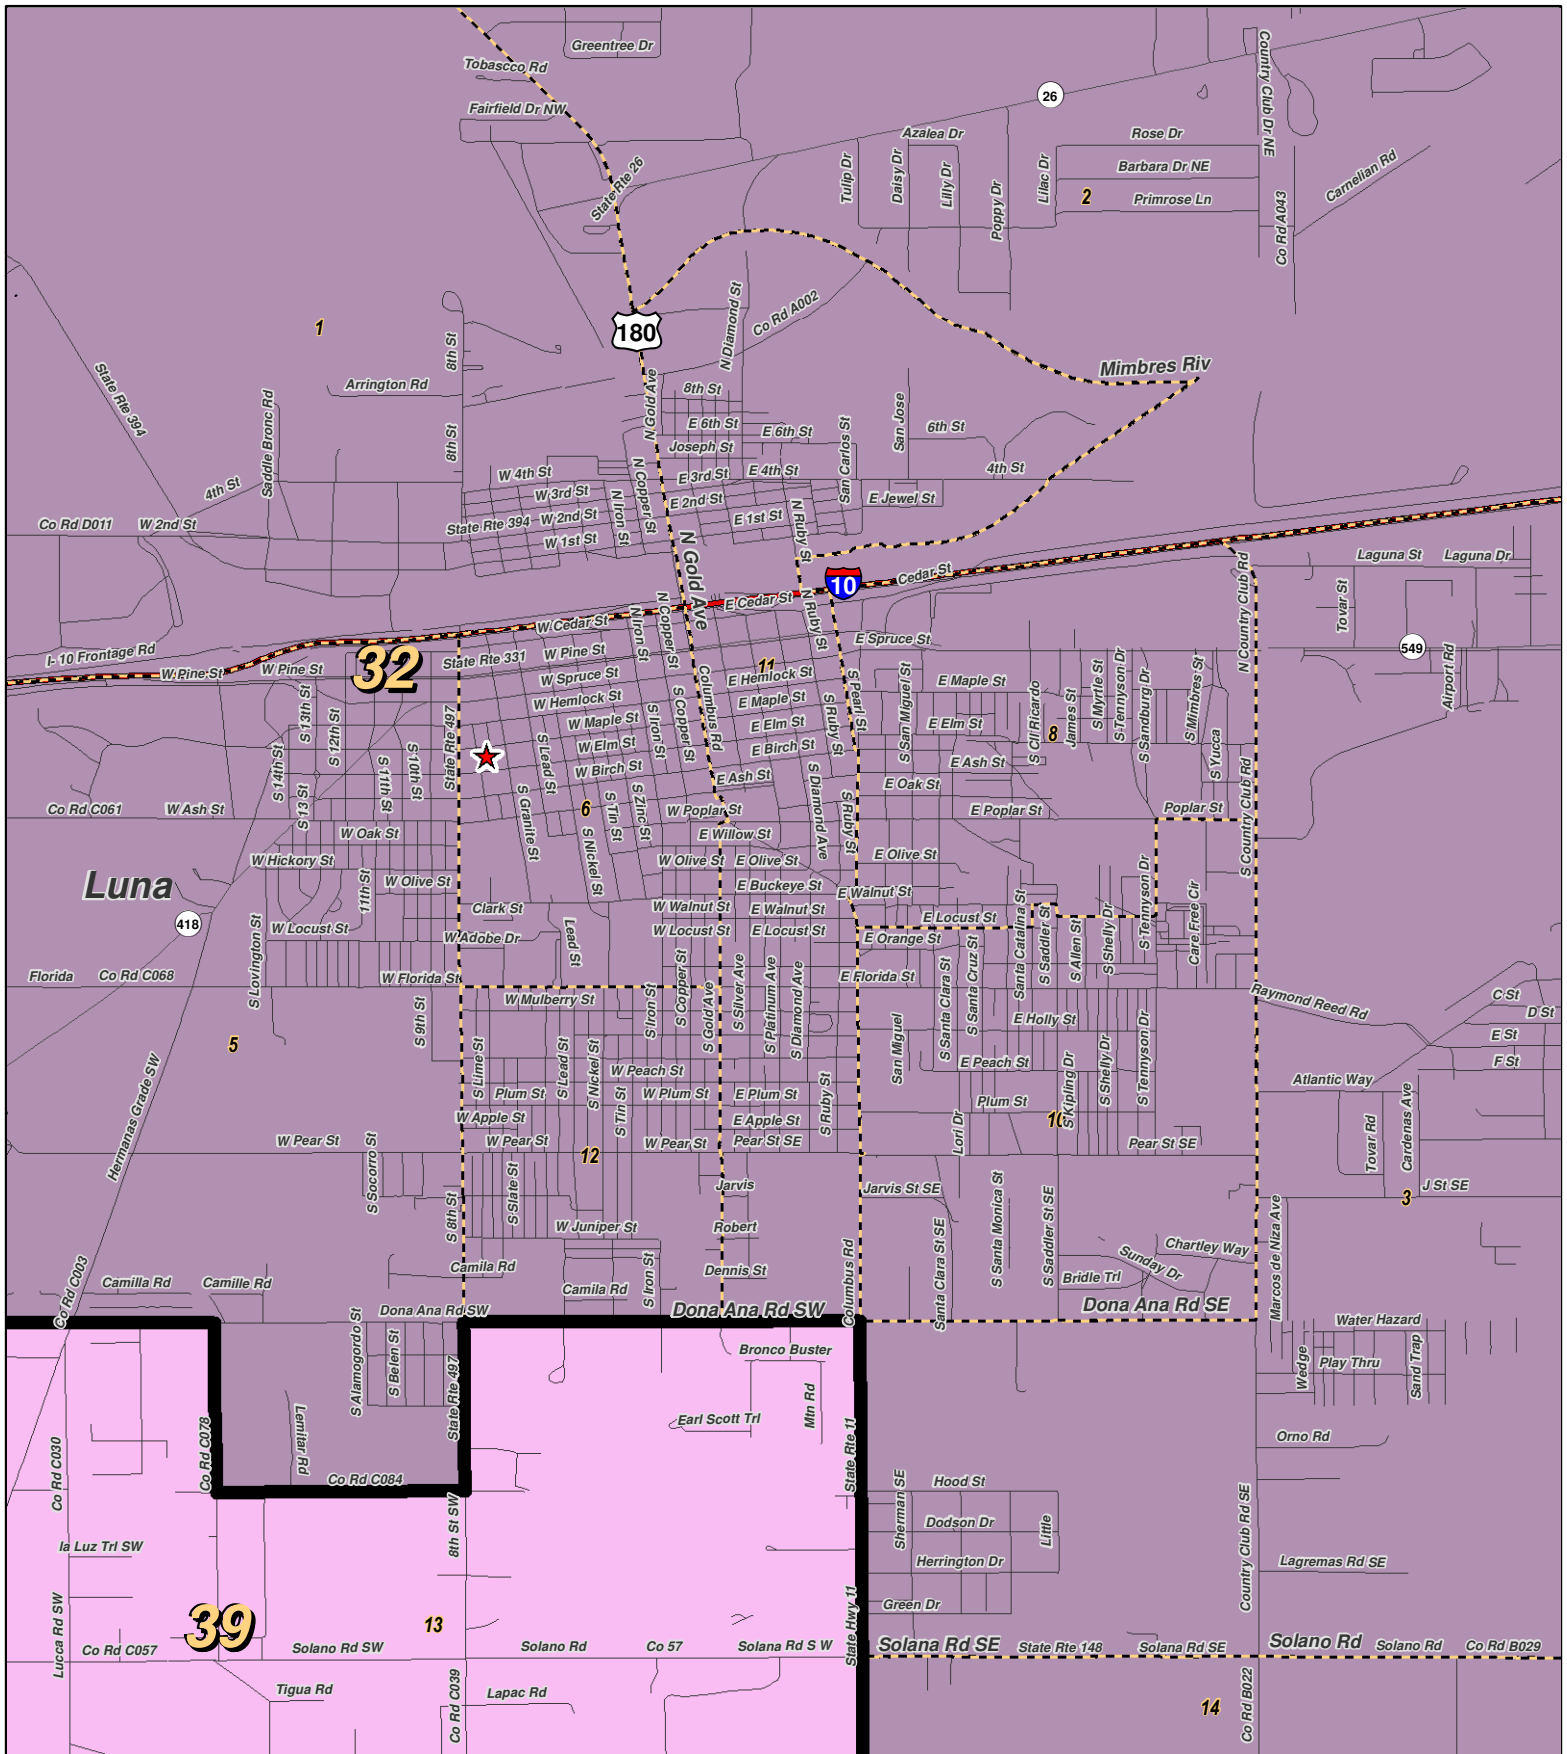 Greentree Dr
Tobascco Rd
Fairfield Dr NW
State Rte 26
26
Country Club Dr NE
Azalea Dr
Rose Dr
Barbara Dr NE
Primrose Ln
Tulip Dr
Daisy Dr
Lilly Dr
Poppy Dr
Lilac Dr
2
Carnelian Rd
Co Rd A043
1
180
N Diamond St
Co Rd A002
Mimbres Riv
State Rte 394
8th St
Arrington Rd
Sadle Bronc Rd
8th St
N Gold Ave
8th St
E 6th St
E 6th St
Joseph St
San Carlos St
San Jose
6th St
4th St
4th St
W 4th St
W 3rd St
N Copper St
E 3rd St
E 4th St
E 2nd St
E Jewel St
Co Rd D011
W 2nd St
State Rte 394
W 2nd St
N Iron St
E 1st St
N Ruby St
W 1st St
N Gold Ave
10
Cedar St
E Cedar St
N Country Club Rd
Laguna St
Laguna Dr
Tovar St
549
Airport Rd
I- 10 Frontage Rd
W Pine St
W Pine St
32
W Cedar St
N Iron St
N Copper St
N Ruby St
State Rte 331
W Pine St
W Spruce St
W Hemlock St
W Maple St
W Elm St
W Birch St
Columbus Rd
11
E Hemlock St
E Maple St
E Elm St
E Birch St
E Ash St
E Spruce St
S Pearl St
S Ruby St
S San Miguel St
E Maple St
E Elm St
E Ash St
E Oak St
E Poplar St
Poplar St
S Cll Ricardo
8
James St
S Myrtle St
S Tennyson Dr
S Sandburg Dr
S Mimbres St
S Yucca
S Country Club Rd
S 13th St
S 12th St
S 14th St
S 13 St
S 11th St
S 10th St
State Rte 497
S Lead St
S Iron St
S Copper St
S Granite St
6
S Tin St
S Zinc St
S Nickel St
W Poplar St
E Willow St
S Diamond Ave
S Ruby St
Co Rd C061
W Ash St
W Oak St
W Hickory St
W Olive St
11th St
W Olive St
E Olive St
E Olive St
E Buckeye St
E Walnut St
W Walnut St
E Walnut St
W Locust St
E Locust St
E Locust St
E Orange St
Luna
418
Clark St
W Locust St
W Adobe Dr
Lead St
S Lovington St
Florida
Co Rd C068
W Florida St
E Florida St
Santa Catalina St
S Saddler St
S Allen St
S Shelly Dr
S Tennyson Dr
Care Free Cir
S Santa Clara St
S Santa Cruz St
W Mulberry St
S Iron St
S Copper St
S Gold Ave
S Silver Ave
S Platinum Ave
S Diamond Ave
S 9th St
5
S Lime St
S Lead St
S Nickel St
San Miguel
E Holly St
E Peach St
Raymond Reed Rd
C St
D St
E St
F St
Hermanas Grade SW
W Peach St
Plum St
W Plum St
E Plum St
W Apple St
S Tin St
E Apple St
S Ruby St
Plum St
Lori Dr
10
S Kipling Dr
S Shelly Dr
S Tennyson Dr
Atlantic Way
Cardenas Ave
Tovar Rd
W Pear St
W Pear St
W Pear St
Pear St SE
Pear St SE
12
S Socorro St
S 8th St
S Slate St
Jarvis
Jarvis St SE
J St SE
3
W Juniper St
Robert
Santa Clara St SE
S Santa Monica St
S Saddler St SE
Sunday Dr
Chartley Way
Bridle Trl
Marcos de Niza Ave
Co Rd C003
Camilla Rd
Camille Rd
Camila Rd
Camila Rd
S Iron St
Dennis St
Columbus Rd
Dona Ana Rd SW
Dona Ana Rd SW
Dona Ana Rd SE
Water Hazard
Wedge
Play Thru
Sand Trap
S Alamogordo St
S Belen St
State Rte 497
Bronco Buster
Mtn Rd
Earl Scott Trl
State Rte 11
Co Rd C030
Co Rd C078
Lemitar Rd
Co Rd C084
8th St SW
Orno Rd
Hood St
Sherman SE
Dodson Dr
Little
Herrington Dr
Green Dr
Country Club Rd SE
Lagremas Rd SE
la Luz Trl SW
Lucca Rd SW
39
13
State Hwy 11
Co Rd C057
Solano Rd SW
Solano Rd
Co 57
Solana Rd S W
Solana Rd SE
State Rte 148
Solana Rd SE
Solano Rd
Solano Rd
Co Rd B029
Tigua Rd
Co Rd C039
Lapac Rd
Co Rd B022
14